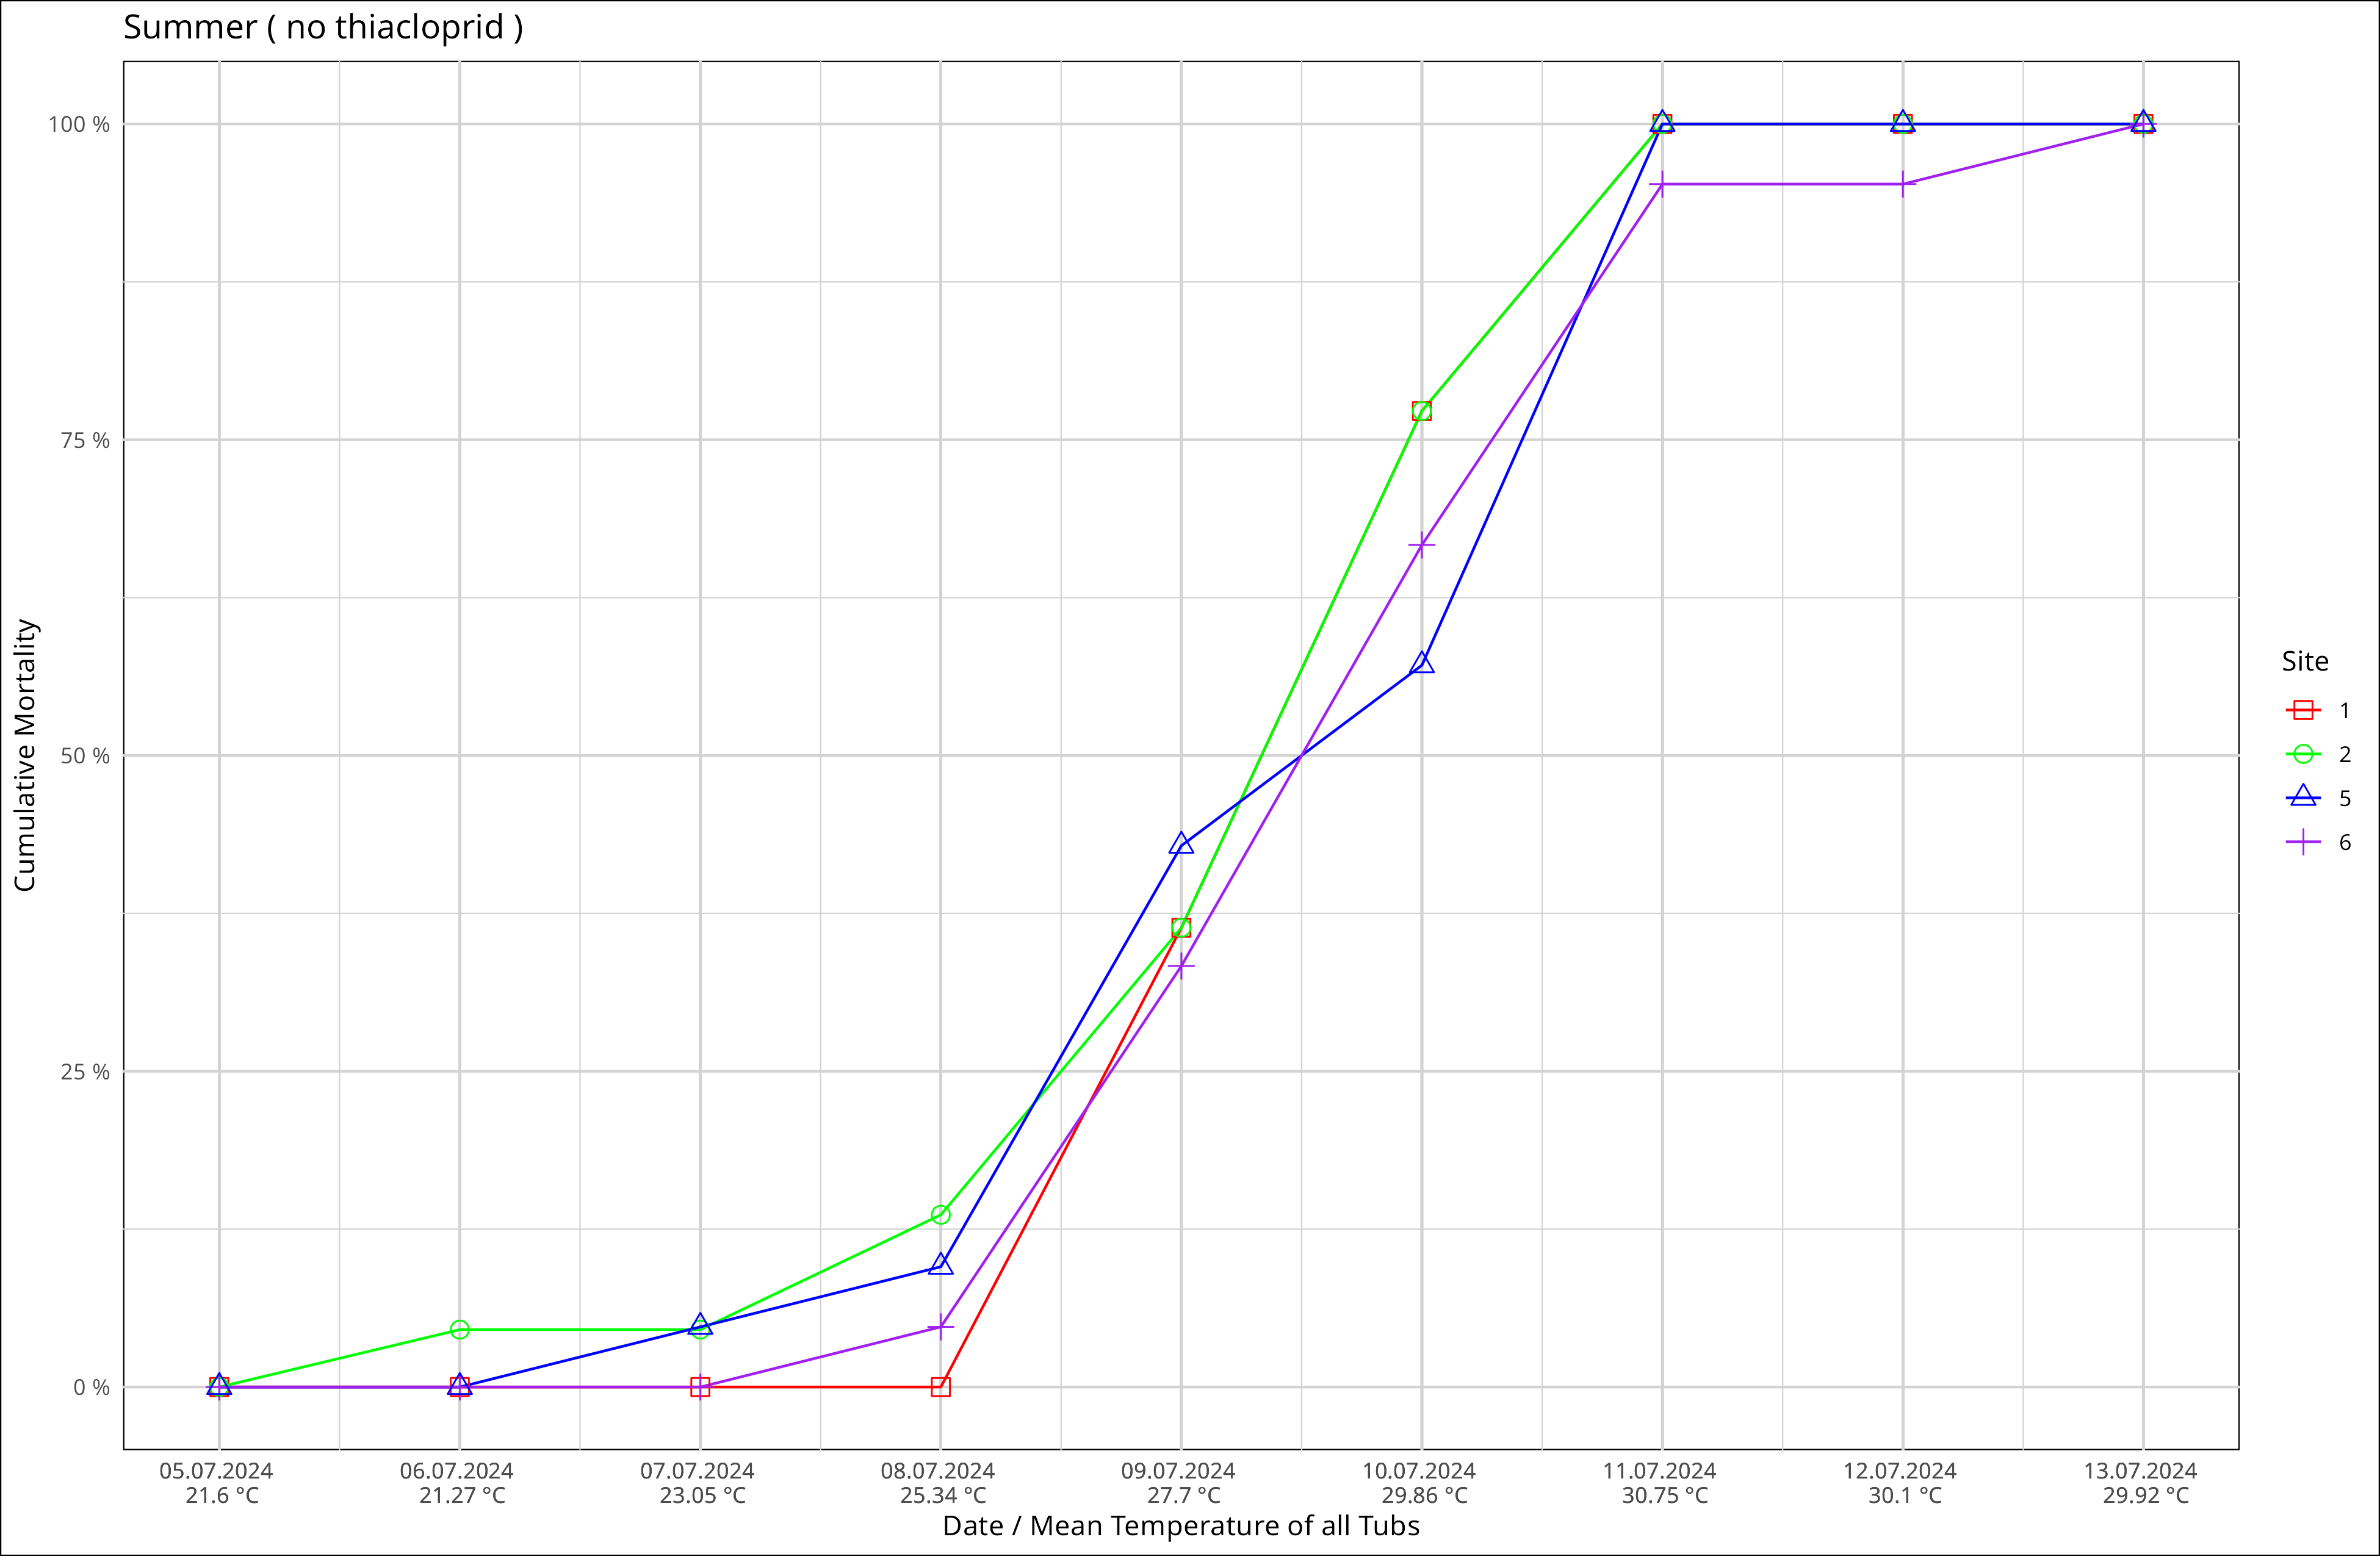 Summer ( no thiacloprid )
100 %
75 %
50 %
25 %
0 %
Cumulative Mortality
05.07.2024 06.07.2024 07.07.2024 08.07.2024 09.07.2024 10.07.2024 11.07.2024 12.07.2024 13.07.2024
21.6 °C 21.27 °C 23.05 °C 25.34 °C 27.7 °C 29.86 °C 30.75 °C 30.1 °C 29.92 °C
Date / Mean Temperature of all Tubs
Site
1
2
5
6